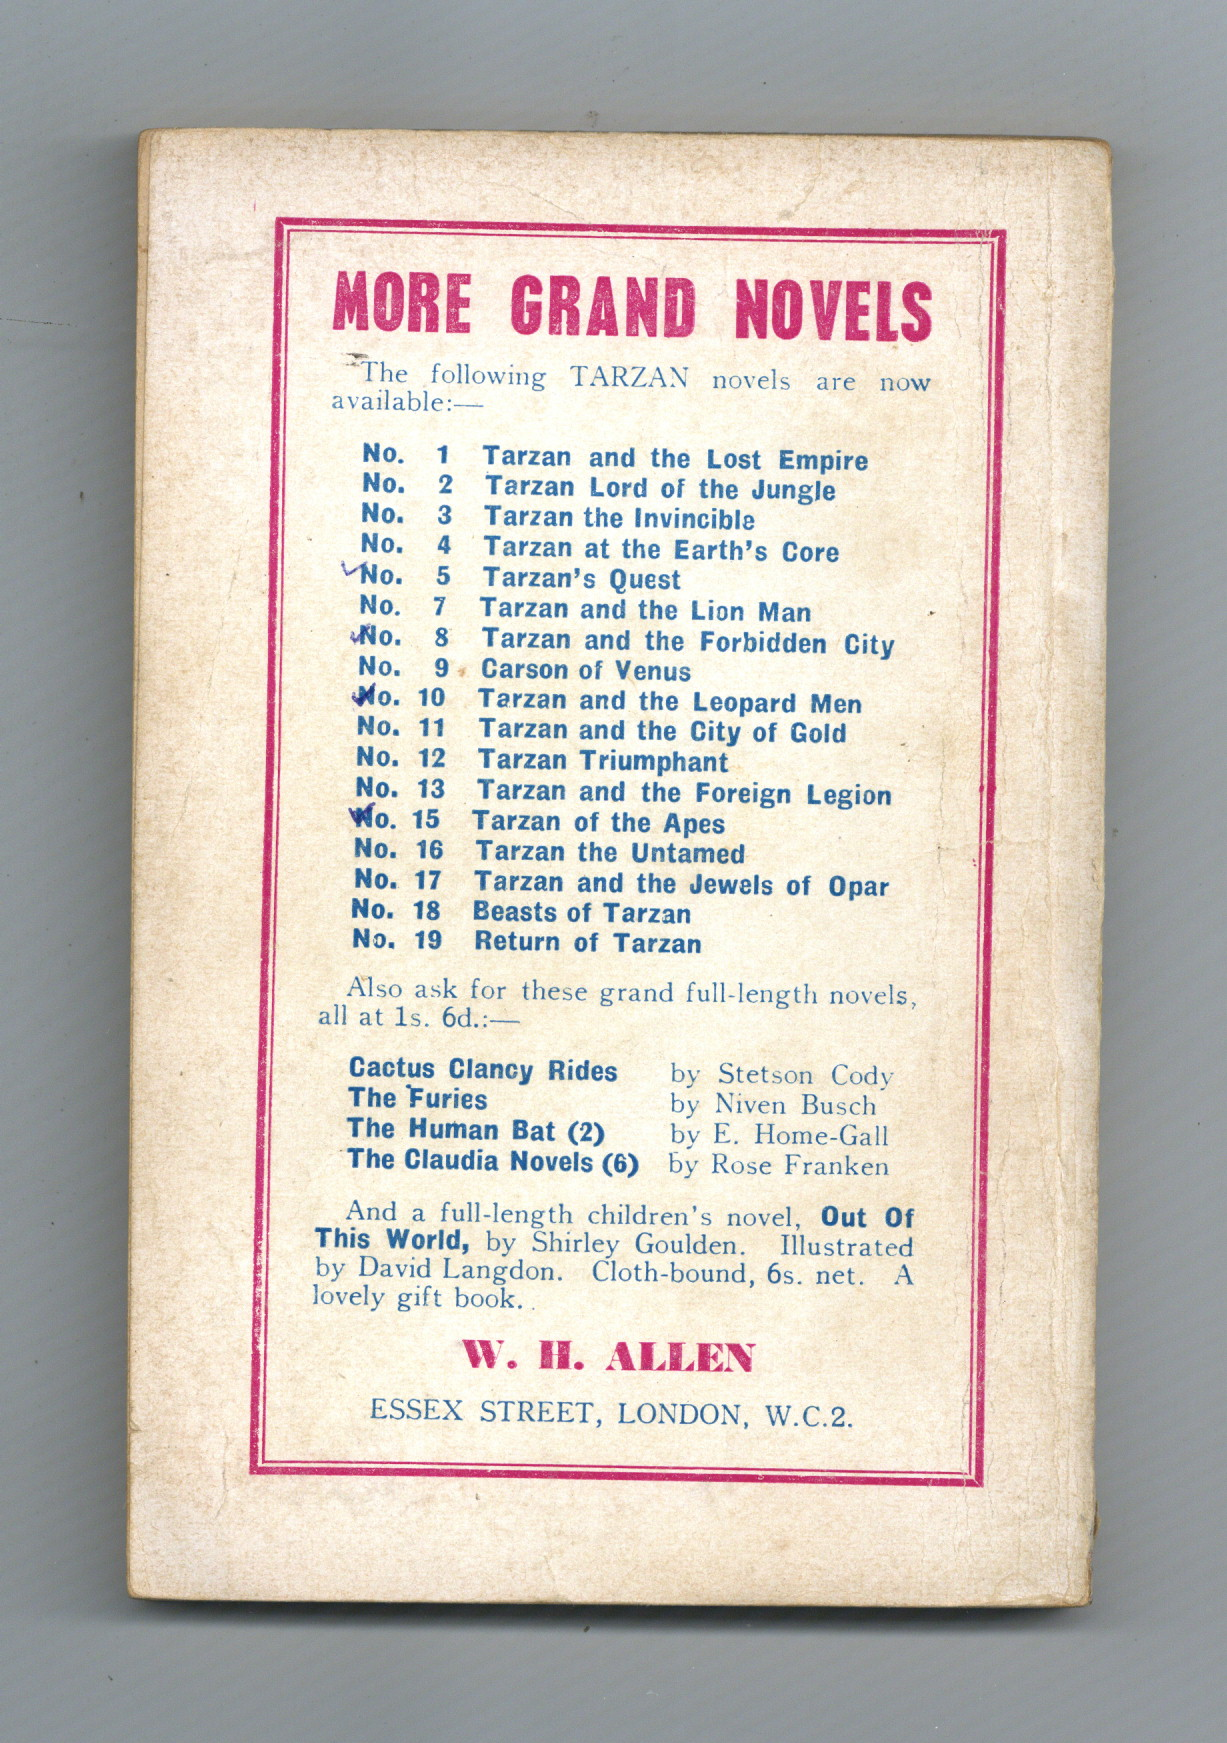 MORE GRAND NOVELS
The following TARZAN novels are now
available:—
No. 1 Tarzan and the Lost Empire
No. 2 Tarzan Lord of the Jungle
No. 3 Tarzan the Invincible
No. 4 Tarzan at the Earth's Core
No. 5 Tarzan's Quest
No. 7 Tarzan and the Lion Man
No. 8 Tarzan and the Forbidden City
No. 9 Carson of Venus
No. 10 Tarzan and the Leopard Men
No. 11 Tarzan and the City of Gold
No. 12 Tarzan Triumphant
No. 13 Tarzan and the Foreign Legion
No. 15 Tarzan of the Apes
No. 16 Tarzan the Untamed
No. 17 Tarzan and the Jewels of Opar
No. 18 Beasts of Tarzan
No. 19 Return of Tarzan
Also ask for these grand full-length novels,
all at 1s. 6d.:—
Cactus Clancy Rides by Stetson Cody
The Furies by Niven Busch
The Human Bat (2) by E. Home-Gall
The Claudia Novels (6) by Rose Franken
And a full-length children's novel, Out Of
This World, by Shirley Goulden. Illustrated
by David Langdon. Cloth-bound, 6s. net. A
lovely gift book.
W. H. ALLEN
ESSEX STREET, LONDON, W.C.2.